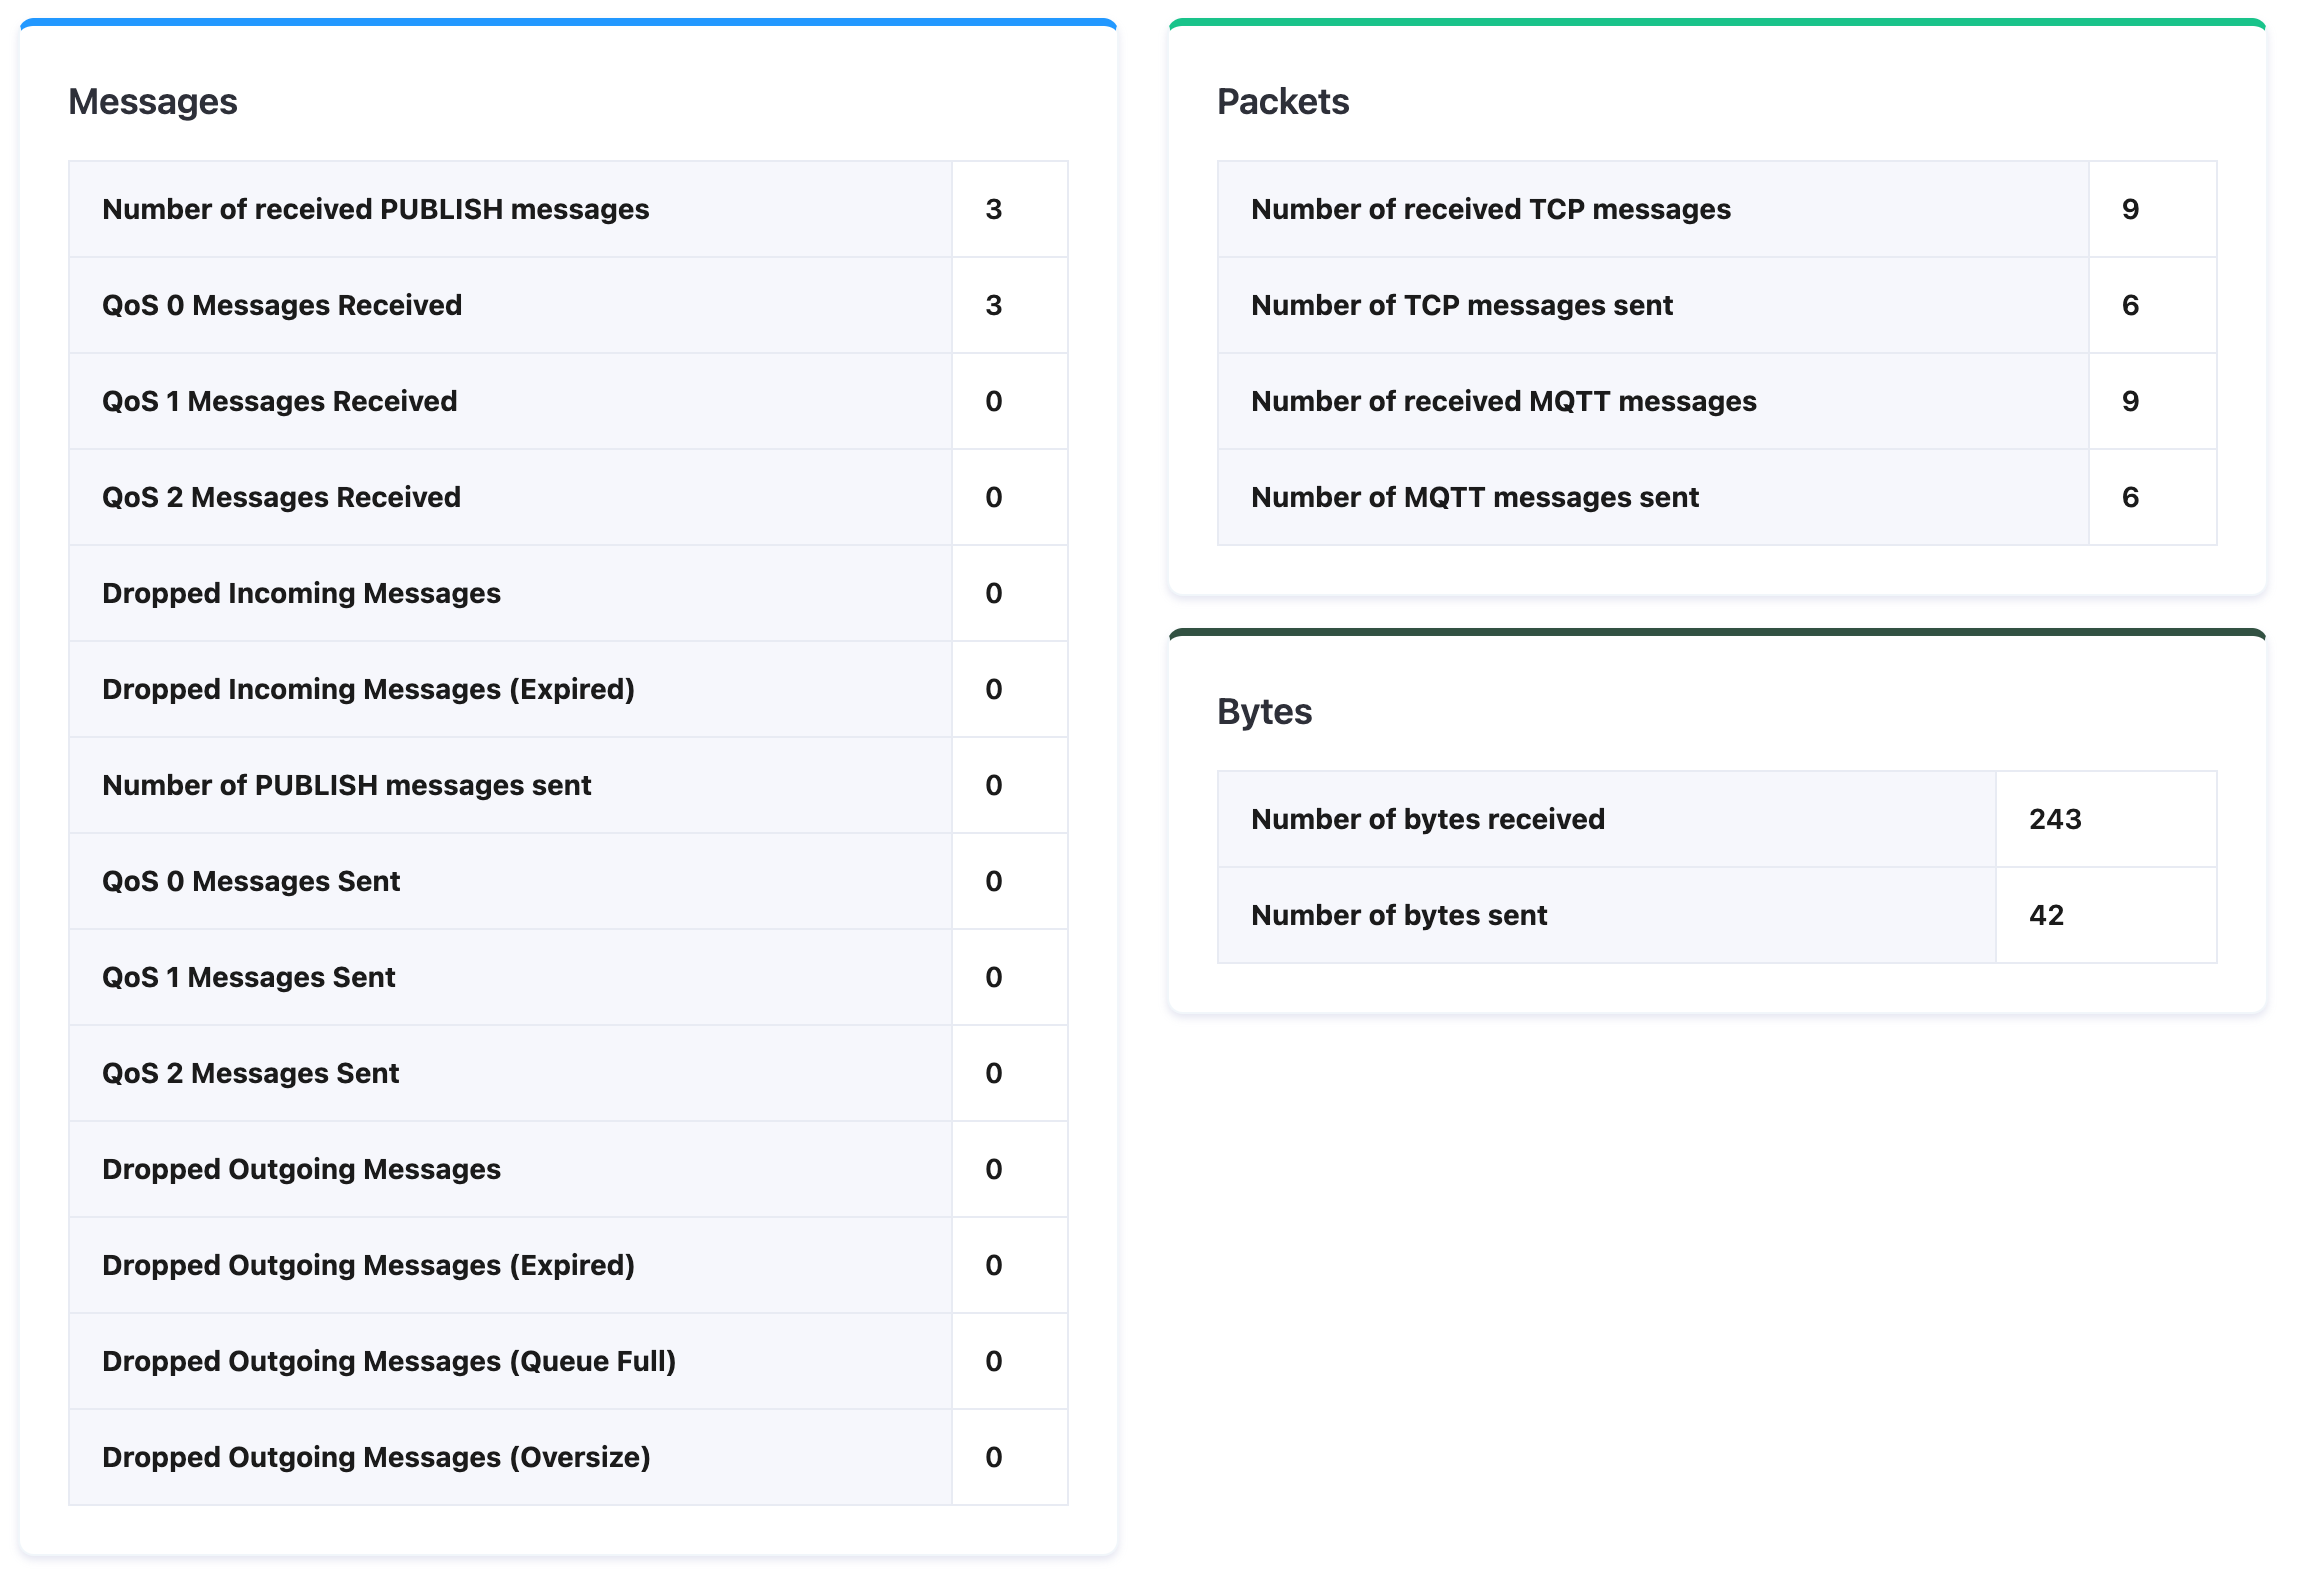 Messages
Number of received PUBLISH messages 3
QoS 0 Messages Received 3
QoS 1 Messages Received 0
QoS 2 Messages Received 0
Dropped Incoming Messages 0
Dropped Incoming Messages (Expired) 0
Number of PUBLISH messages sent 0
QoS 0 Messages Sent 0
QoS 1 Messages Sent 0
QoS 2 Messages Sent 0
Dropped Outgoing Messages 0
Dropped Outgoing Messages (Expired) 0
Dropped Outgoing Messages (Queue Full) 0
Dropped Outgoing Messages (Oversize) 0
Packets
Number of received TCP messages 9
Number of TCP messages sent 6
Number of received MQTT messages 9
Number of MQTT messages sent 6
Bytes
Number of bytes received 243
Number of bytes sent 42